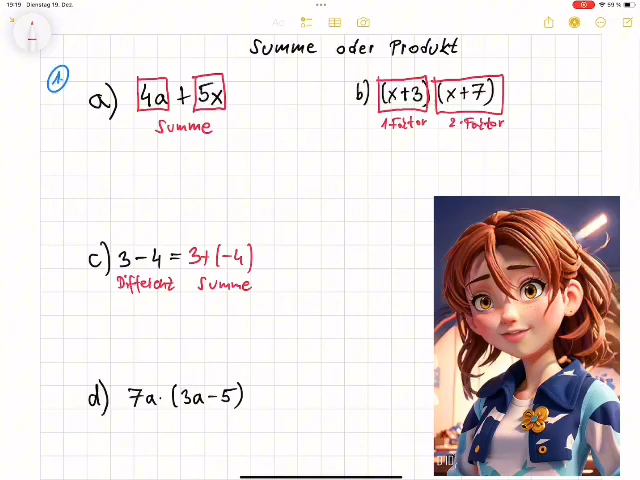 19:19 Dienstag 19. Dez.
59 %
Summe oder Produkt
1.
a) 4a + 5x
Summe
b) (x+3) (x+7)
1. Faktor 2. Faktor
c) 3 - 4 = 3+(-4)
Differenz Summe
d) 7a · (3a - 5)